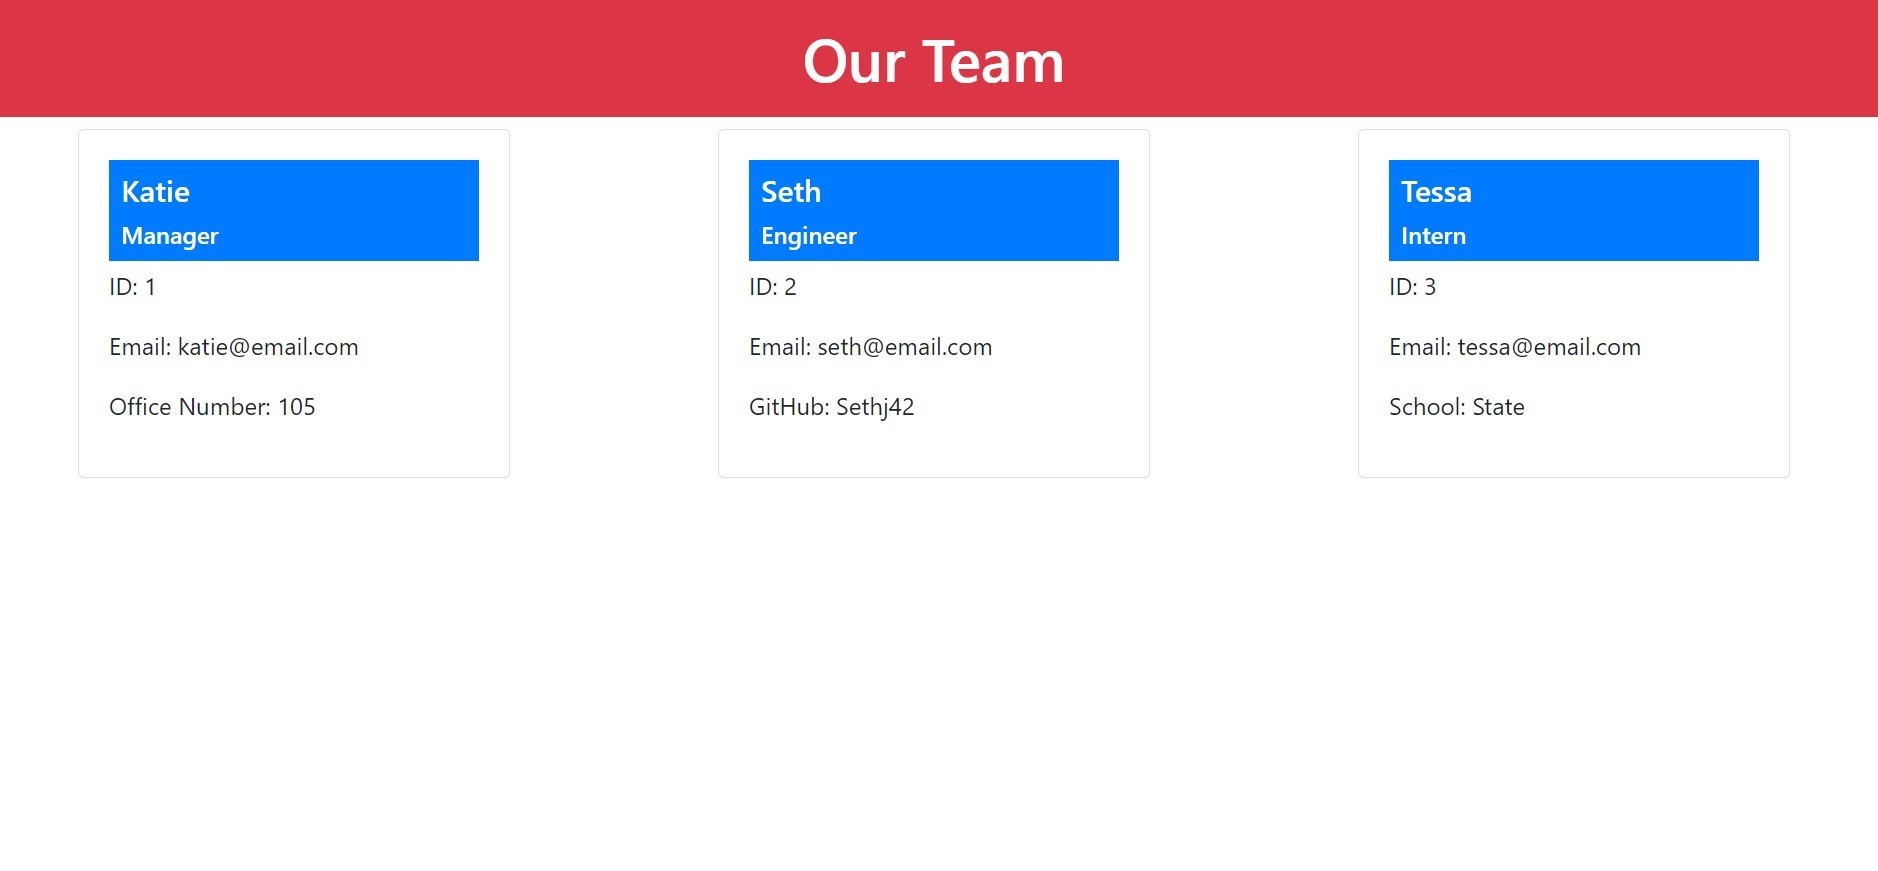 Our Team
Katie
Manager
ID: 1
Email: katie@email.com
Office Number: 105
Seth
Engineer
ID: 2
Email: seth@email.com
GitHub: Sethj42
Tessa
Intern
ID: 3
Email: tessa@email.com
School: State